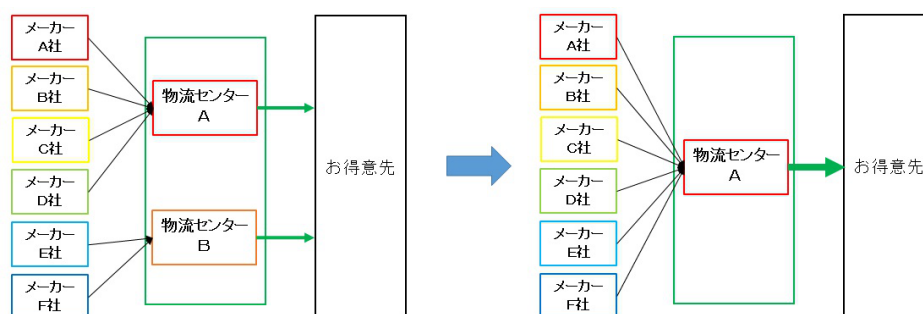 メーカー
A社
メーカー
B社
メーカー
C社
メーカー
D社
メーカー
E社
メーカー
F社
物流センター
A
物流センター
B
お得意先
メーカー
A社
メーカー
B社
メーカー
C社
メーカー
D社
メーカー
E社
メーカー
F社
物流センター
A
お得意先